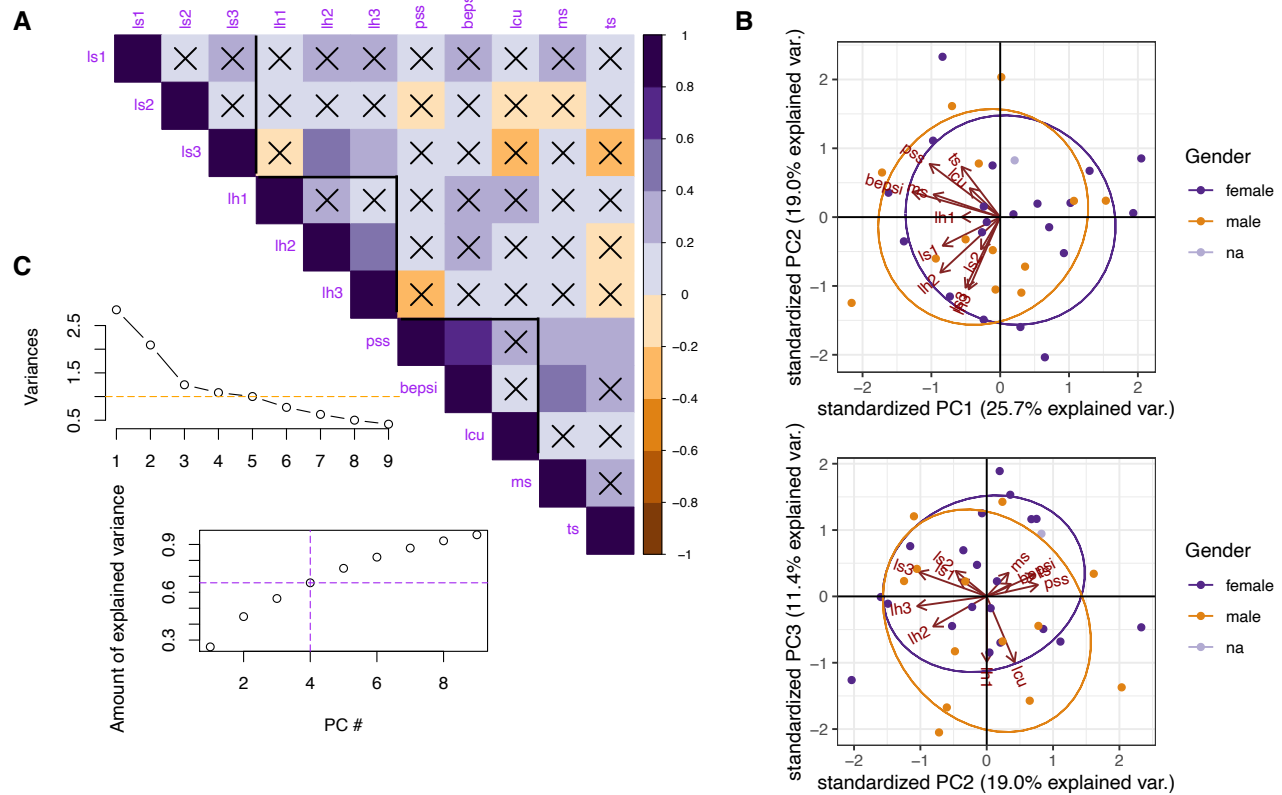 A
ls1 ls2 ls3 lh1 lh2 lh3 pss bepsi lcu ms ts
ls1
ls2
ls3
lh1
lh2
lh3
pss
bepsi
lcu
ms
ts
1
0.8
0.6
0.4
0.2
0
−0.2
−0.4
−0.6
−0.8
−1
B
standardized PC2 (19.0% explained var.)
2
1
0
−1
−2
pss
ts
lcu
bepsi
ms
lh1
ls1
ls2
lh2
−2 −1 0 1 2
standardized PC1 (25.7% explained var.)
Gender
female
male
na
standardized PC3 (11.4% explained var.)
2
1
0
−1
−2
ls3
ls2
ls1
ms
bepsi
pss
lh3
lh2
lh1
lcu
−2 −1 0 1 2
standardized PC2 (19.0% explained var.)
Gender
female
male
na
C
Variances
2.5
1.5
0.5
1 2 3 4 5 6 7 8 9
Amount of explained variance
0.9
0.6
0.3
2 4 6 8
PC #